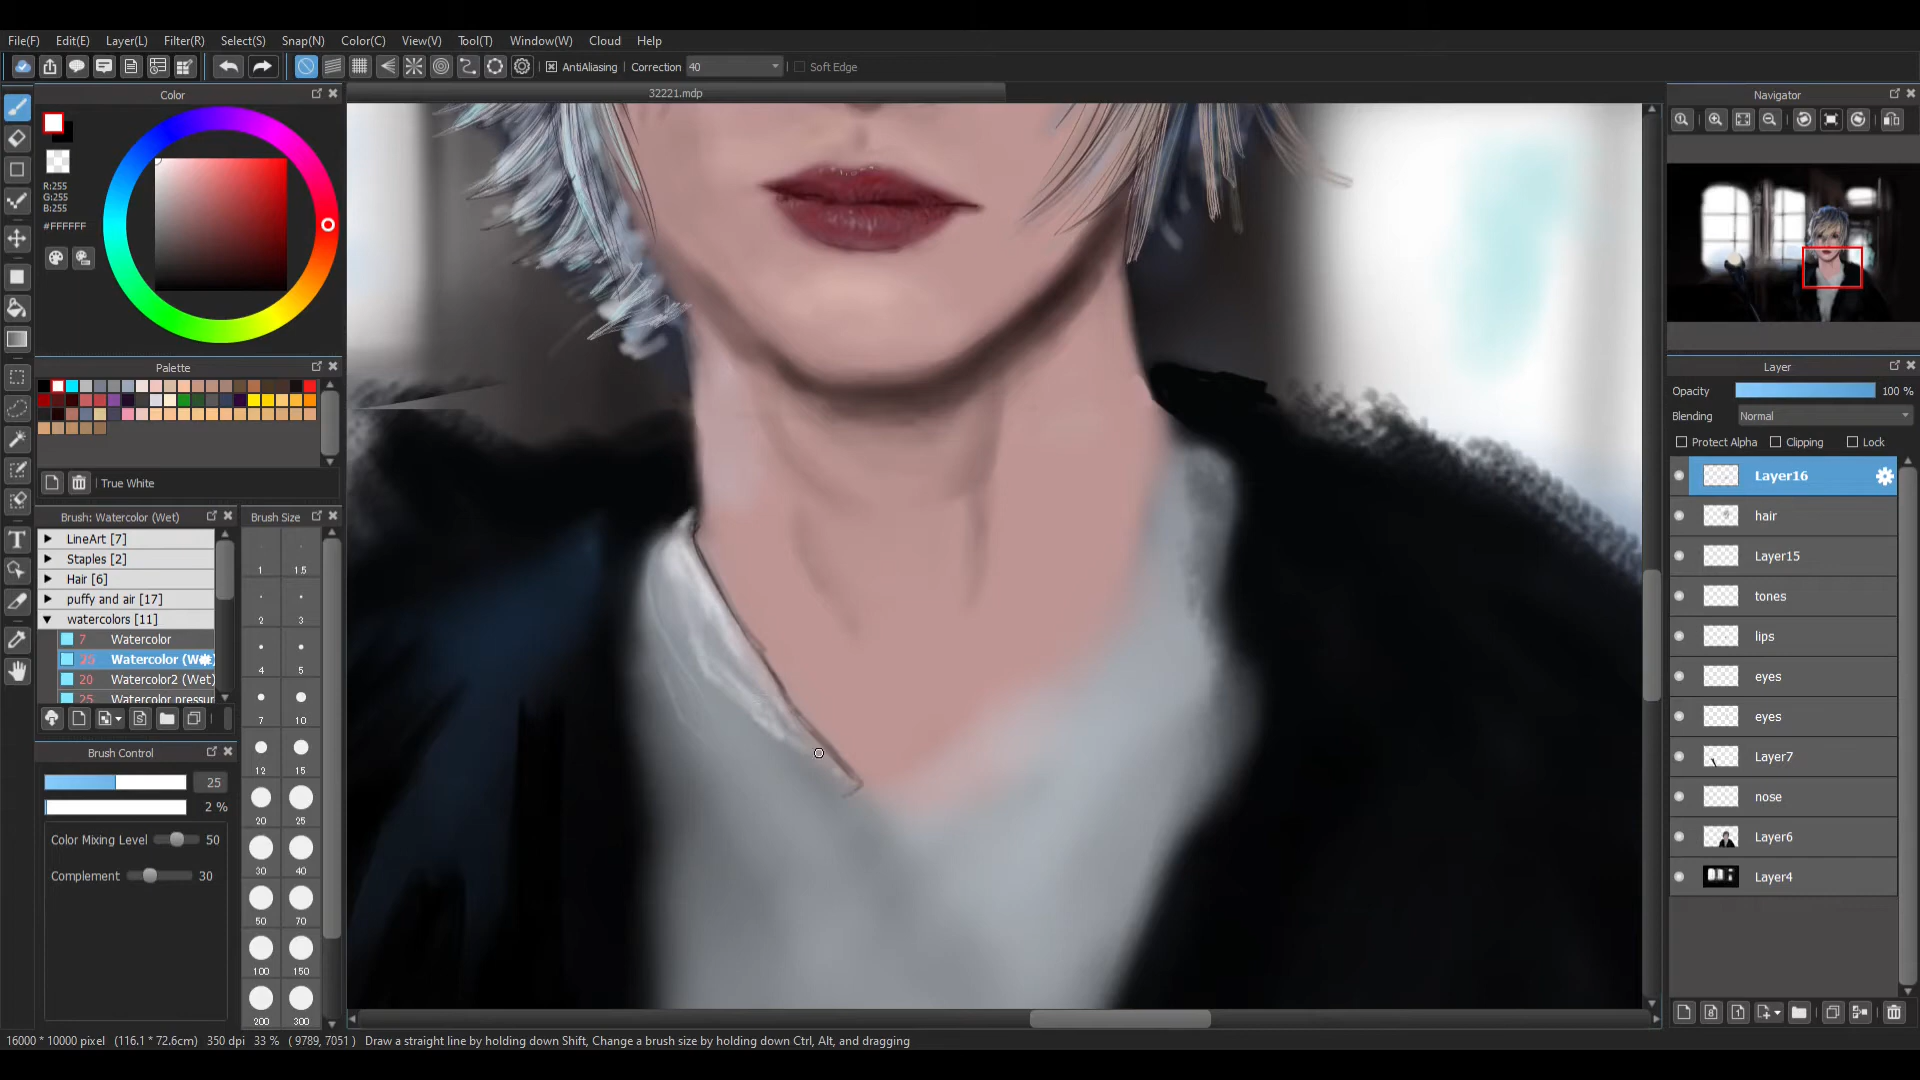 File(F) Edit(E) Layer(L) Filter(R) Select(S) Snap(N) Color(C) View(V) Tool(T) Window(W) Cloud Help
AntiAliasing Correction 40 Soft Edge
Color
32221.mdp
Navigator
R:255
G:255
B:255
#FFFFFF
Palette
True White
Brush: Watercolor (Wet)
LineArt [7]
Staples [2]
Hair [6]
puffy and air [17]
watercolors [11]
7 Watercolor
25 Watercolor (W
20 Watercolor2 (Wet)
25 Watercolor pressur
Brush Size
1 1.5
2 3
4 5
7 10
12 15
20 25
30 40
50 70
100 150
200 300
Brush Control
25
2 %
Color Mixing Level 50
Complement 30
Layer
Opacity 100 %
Blending Normal
Protect Alpha Clipping Lock
Layer16
hair
Layer15
tones
lips
eyes
eyes
Layer7
nose
Layer6
Layer4
16000 * 10000 pixel (116.1 * 72.6cm) 350 dpi 33 % ( 9789, 7051 ) Draw a straight line by holding down Shift, Change a brush size by holding down Ctrl, Alt, and dragging